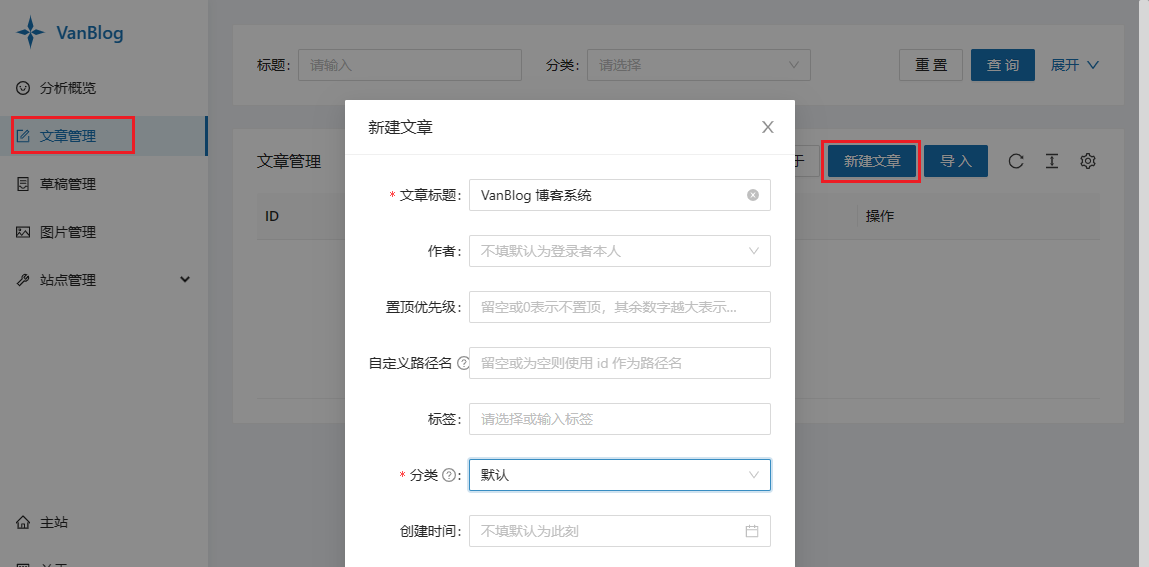 VanBlog
分析概览
文章管理
草稿管理
图片管理
站点管理
主站
标题: 请输入 分类: 请选择 重置 查询 展开
文章管理 新建文章 导入
ID 操作
新建文章
* 文章标题: VanBlog 博客系统
作者: 不填默认为登录者本人
置顶优先级: 留空或0表示不置顶，其余数字越大表示...
自定义路径名 留空或为空则使用 id 作为路径名
标签: 请选择或输入标签
* 分类 : 默认
创建时间: 不填默认为此刻